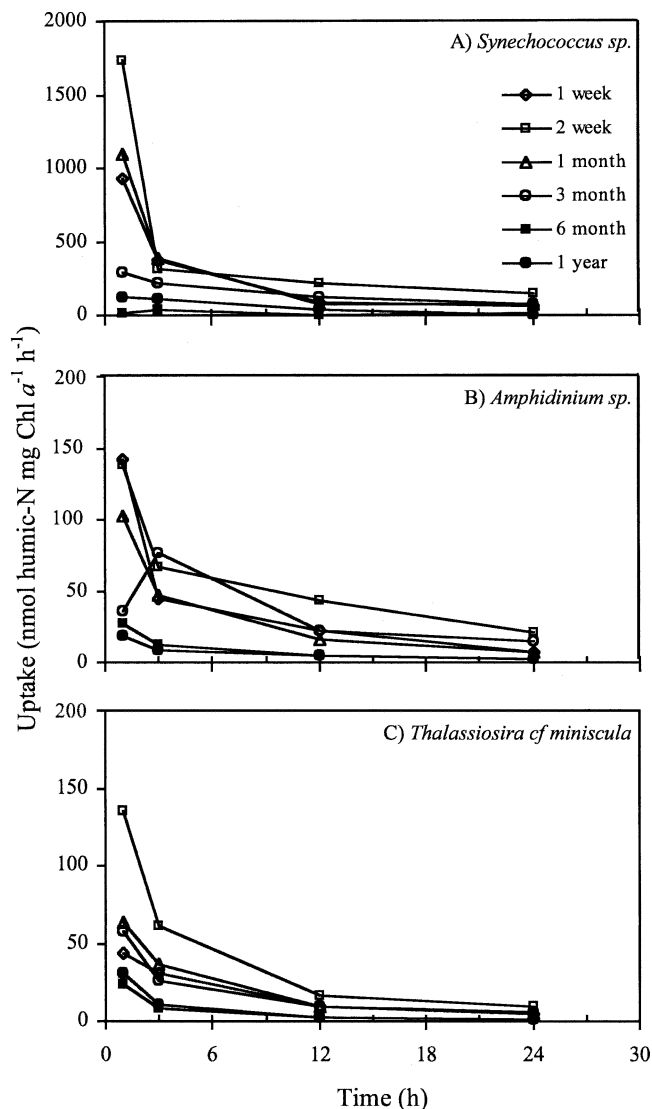 A) Synechococcus sp.
2000
1500
1000
500
0
1 week
2 week
1 month
3 month
6 month
1 year
Uptake (nmol humic-N mg Chl a⁻¹ h⁻¹)
B) Amphidinium sp.
200
150
100
50
0
C) Thalassiosira cf miniscula
200
150
100
50
0
0 6 12 18 24 30
Time (h)